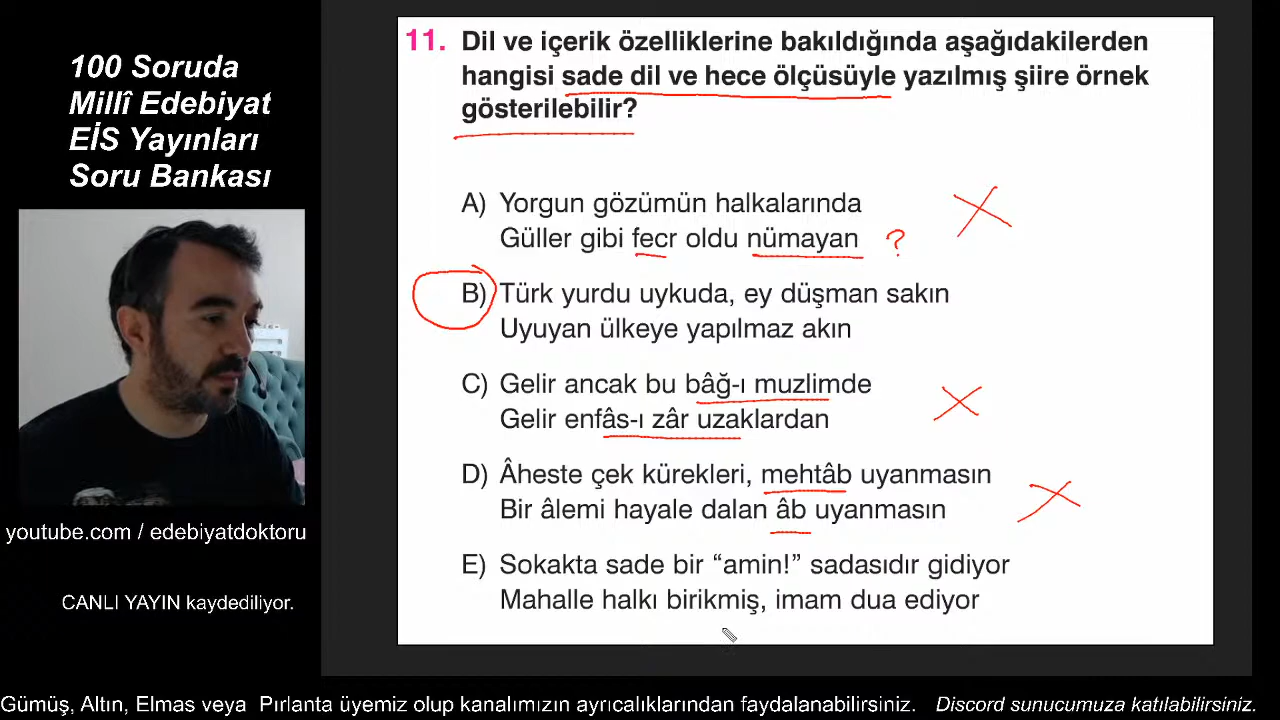 100 Soruda
Millî Edebiyat
EİS Yayınları
Soru Bankası
youtube.com / edebiyatdoktoru
CANLI YAYIN kaydediliyor.
11. Dil ve içerik özelliklerine bakıldığında aşağıdakilerden
hangisi sade dil ve hece ölçüsüyle yazılmış şiire örnek
gösterilebilir?
A) Yorgun gözümün halkalarında
Güller gibi fecr oldu nümayan ?
B) Türk yurdu uykuda, ey düşman sakın
Uyuyan ülkeye yapılmaz akın
C) Gelir ancak bu bâğ-ı muzlimde
Gelir enfâs-ı zâr uzaklardan
D) Âheste çek kürekleri, mehtâb uyanmasın
Bir âlemi hayale dalan âb uyanmasın
E) Sokakta sade bir “amin!” sadasıdır gidiyor
Mahalle halkı birikmiş, imam dua ediyor
Gümüş, Altın, Elmas veya Pırlanta üyemiz olup kanalımızın ayrıcalıklarından faydalanabilirsiniz. Discord sunucumuza katılabilirsiniz.